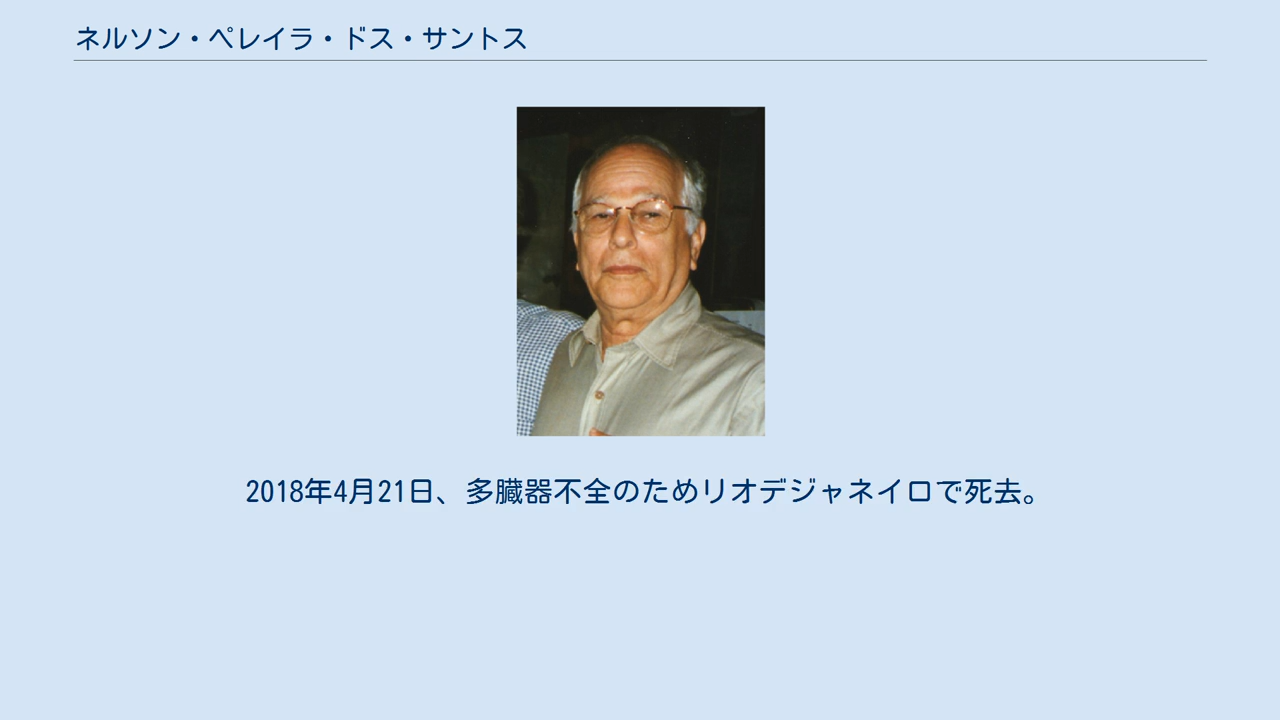 ネルソン・ペレイラ・ドス・サントス
2018年4月21日、多臓器不全のためリオデジャネイロで死去。